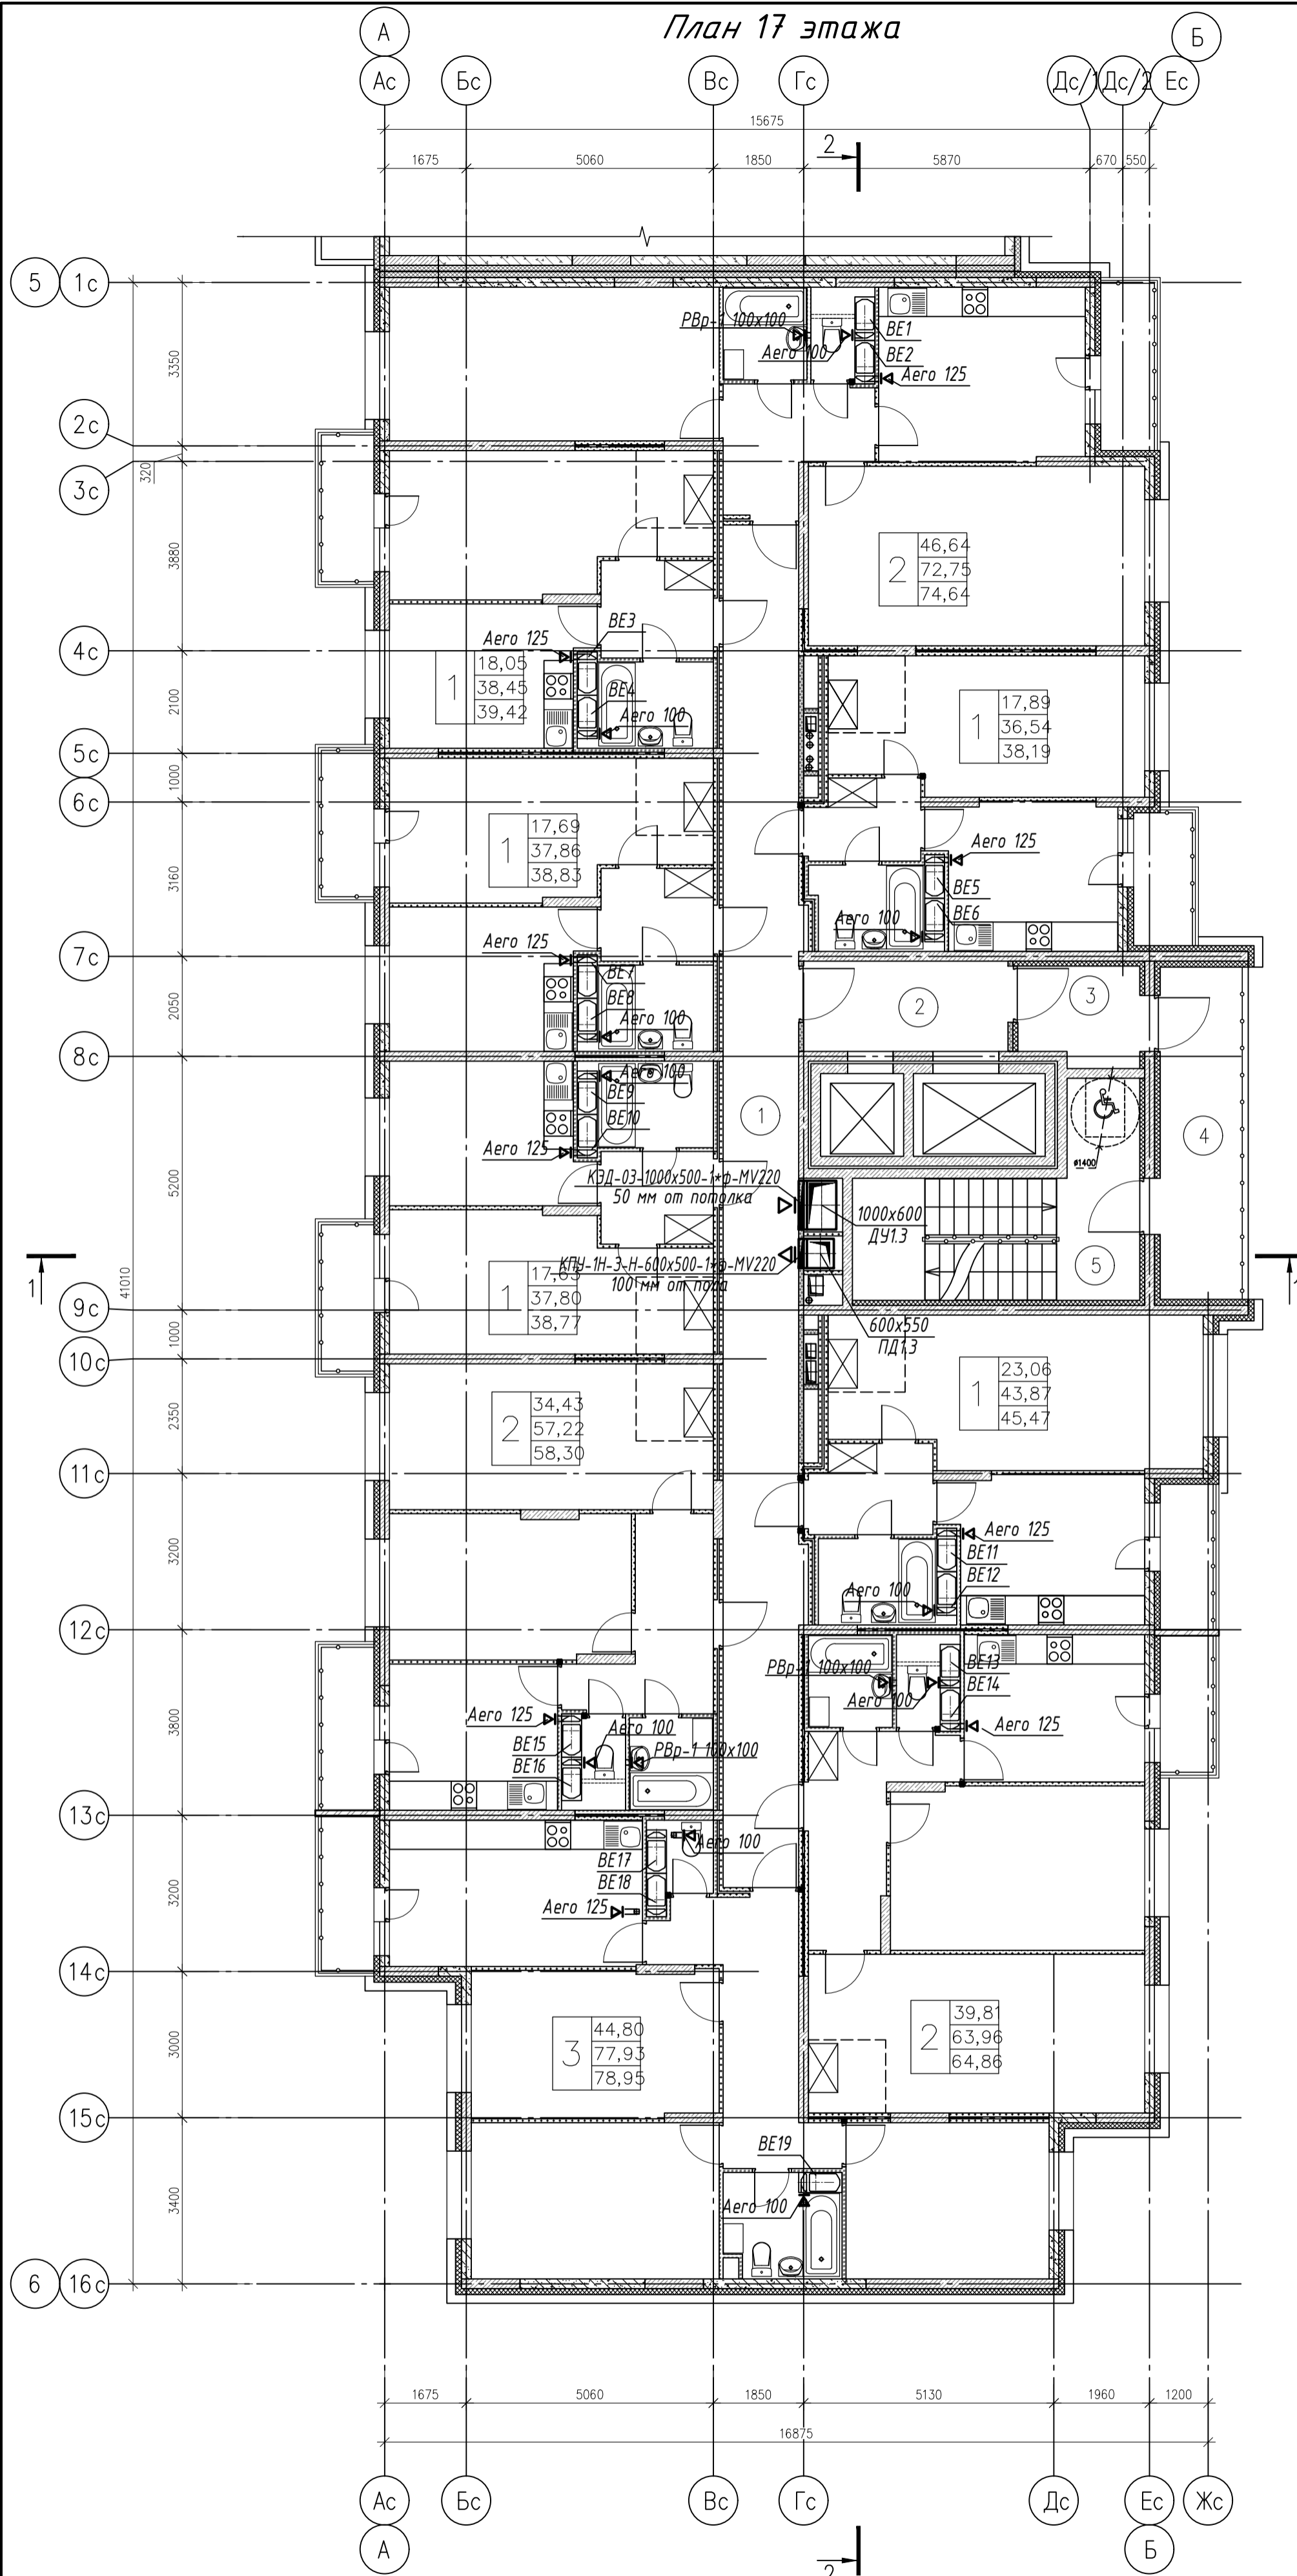 План 17 этажа
А
Б
Ас
Бс
Вс
Гс
Дс/1
Дс/2
Ес
15675
1675
5060
1850
2
5870
670
550
5
1с
РВр-1 100х100
ВЕ1
Aero 100
ВЕ2
Aero 125
3350
2с
320
3с
3880
2
46,64
72,75
74,64
4с
Aero 125
ВЕ3
1
18,05
38,45
39,42
ВЕ4
Aero 100
2100
1
17,89
36,54
38,19
5с
1000
6с
1
17,69
37,86
38,83
3160
Aero 125
ВЕ5
Aero 100
ВЕ6
7с
Aero 125
ВЕ7
ВЕ8
Aero 100
2050
2
3
8с
Aero 100
ВЕ9
ВЕ10
Aero 125
1
4
ø1400
5200
КЭД-03-1000х500-1*ф-MV220
50 мм от потолка
1000х600
ДУ1.3
1
КПУ-1Н-З-Н-600х500-1*ф-MV220
100 мм от пола
5
1
41010
1
17,63
37,80
38,77
9с
600х550
ПД1.3
1000
10с
1
23,06
43,87
45,47
2
34,43
57,22
58,30
2350
11с
3200
Aero 125
ВЕ11
ВЕ12
Aero 100
12с
РВр-1 100х100
ВЕ13
Aero 100
ВЕ14
Aero 125
3800
Aero 125
ВЕ15
ВЕ16
Aero 100
РВр-1 100х100
13с
Aero 100
ВЕ17
ВЕ18
Aero 125
3200
14с
3
44,80
77,93
78,95
2
39,81
63,96
64,86
3000
15с
ВЕ19
Aero 100
3400
6
16с
1675
5060
1850
5130
1960
1200
16875
Ас
Бс
Вс
Гс
Дс
Ес
Жс
А
Б
2